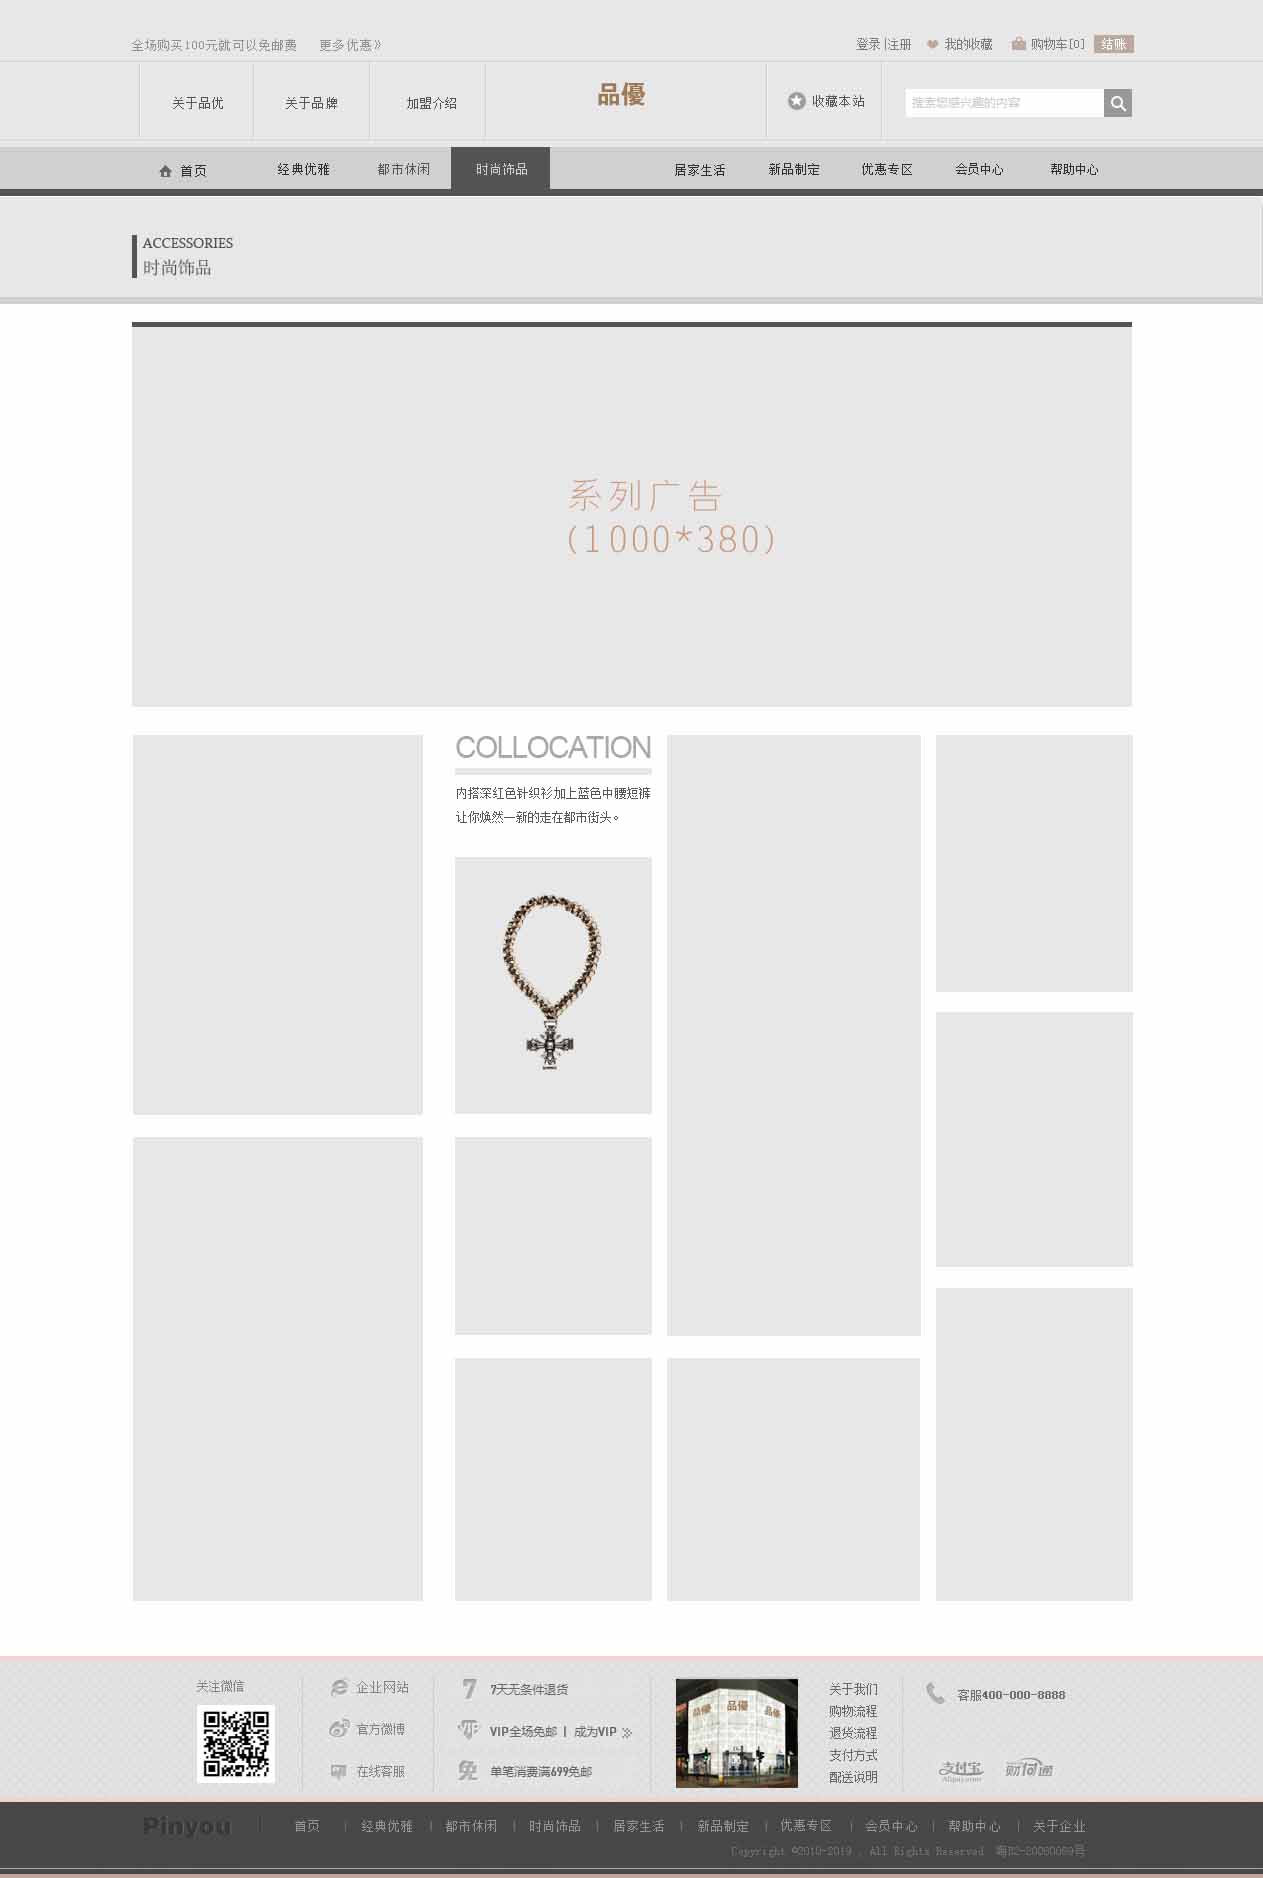 全场购买100元就可以免邮费 更多优惠》
登录 |注册 我的收藏 购物车[0] 结账
关于品优 关于品牌 加盟介绍 品優 收藏本站 搜索您感兴趣的内容
首页 经典优雅 都市休闲 时尚饰品 居家生活 新品制定 优惠专区 会员中心 帮助中心
ACCESSORIES
时尚饰品
系列广告
(1000*380)
COLLOCATION
内搭深红色针织衫加上蓝色中腰短裤
让你焕然一新的走在都市街头。
关注微信
企业网站
官方微博
在线客服
7 7天无条件退货
VIP VIP全场免邮 | 成为VIP
免 单笔消费满699免邮
品優 品優 品優
关于我们
购物流程
退货流程
支付方式
配送说明
客服400-000-8888
支付宝 Alipay.com 财付通
Pinyou 首页 | 经典优雅 | 都市休闲 | 时尚饰品 | 居家生活 | 新品制定 | 优惠专区 | 会员中心 | 帮助中心 | 关于企业
Copyright ©2010-2019 . All Rights Reserved